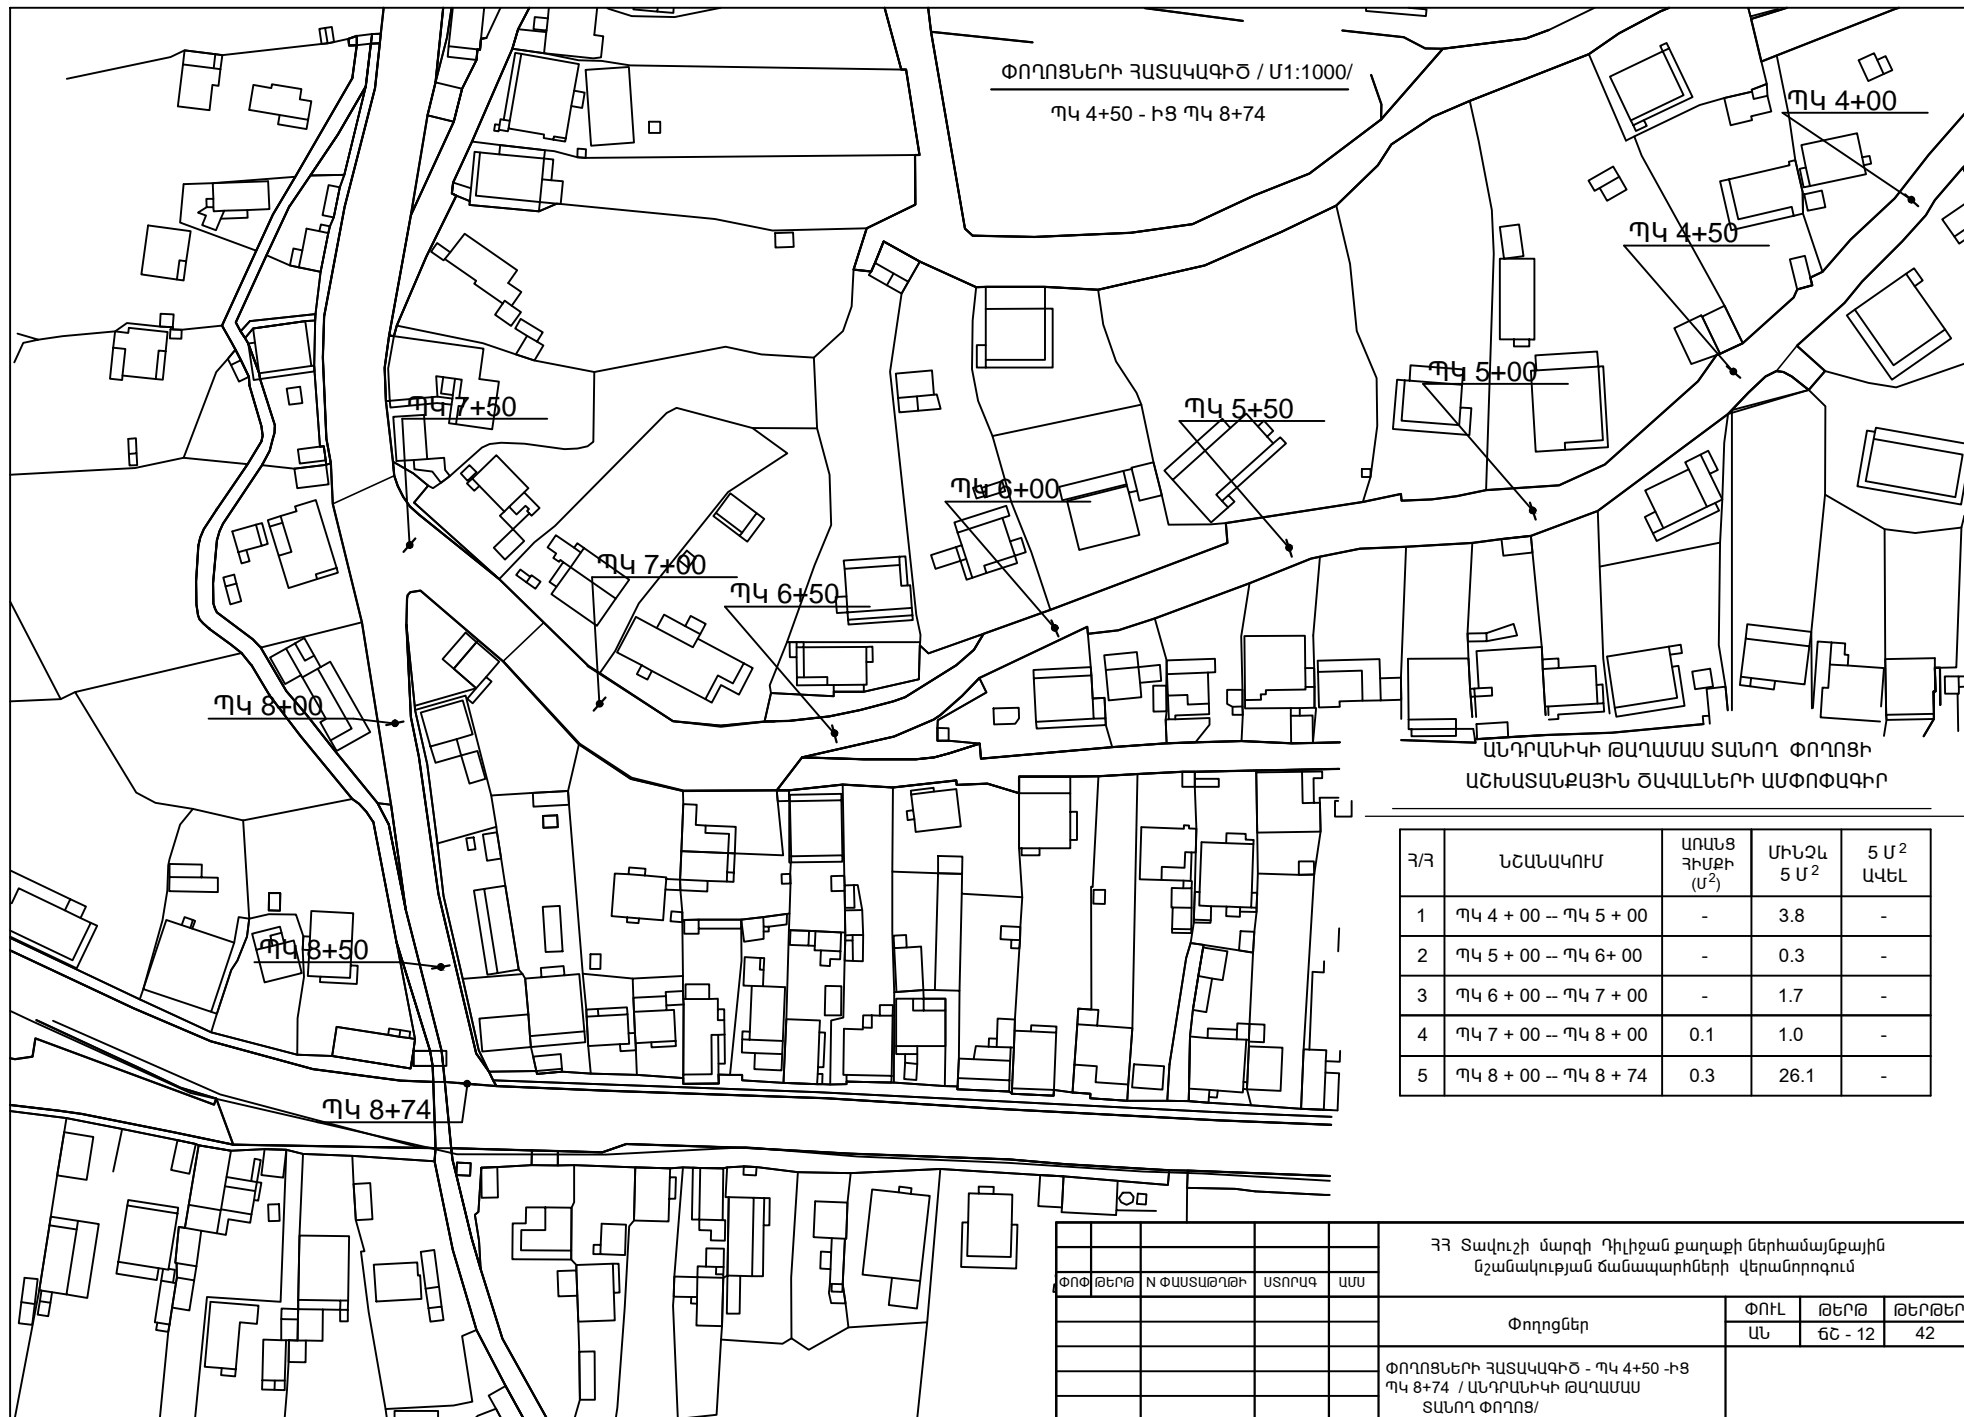 ՓՈՂՈՑՆԵՐԻ ՀԱՏԱԿԱԳԻԾ / Մ1:1000/
ՊԿ 4+50 - ԻՑ ՊԿ 8+74
ՊԿ 4+00
ՊԿ 4+50
ՊԿ 5+00
ՊԿ 5+50
ՊԿ 6+00
ՊԿ 6+50
ՊԿ 7+00
ՊԿ 7+50
ՊԿ 8+00
ՊԿ 8+50
ՊԿ 8+74
ԱՆԴՐԱՆԻԿԻ ԹԱՂԱՄԱՍ ՏԱՆՈՂ ՓՈՂՈՑԻ
ԱՇԽԱՏԱՆՔԱՅԻՆ ԾԱՎԱԼՆԵՐԻ ԱՄՓՈՓԱԳԻՐ
Հ/Հ ՆՇԱՆԱԿՈՒՄ ԱՌԱՆՑ ՀԻՄՔԻ (Մ²) ՄԻՆՉև 5 Մ² 5 Մ² ԱՎԵԼ
1 ՊԿ 4 + 00 -- ՊԿ 5 + 00 - 3.8 -
2 ՊԿ 5 + 00 -- ՊԿ 6+ 00 - 0.3 -
3 ՊԿ 6 + 00 -- ՊԿ 7 + 00 - 1.7 -
4 ՊԿ 7 + 00 -- ՊԿ 8 + 00 0.1 1.0 -
5 ՊԿ 8 + 00 -- ՊԿ 8 + 74 0.3 26.1 -
ՓՈՓ ԹԵՐԹ N ՓԱՍՏԱԹՂԹԻ ՍՏՈՐԱԳ ԱՄՍ
ՀՀ Տավուշի մարզի Դիլիջան քաղաքի ներհամայնքային
նշանակության ճանապարհների վերանորոգում
Փողոցներ
ՓՈՒԼ ԹԵՐԹ ԹԵՐԹԵՐ
ԱՆ ՃՇ - 12 42
ՓՈՂՈՑՆԵՐԻ ՀԱՏԱԿԱԳԻԾ - ՊԿ 4+50 -ԻՑ
ՊԿ 8+74 / ԱՆԴՐԱՆԻԿԻ ԹԱՂԱՄԱՍ
ՏԱՆՈՂ ՓՈՂՈՑ/